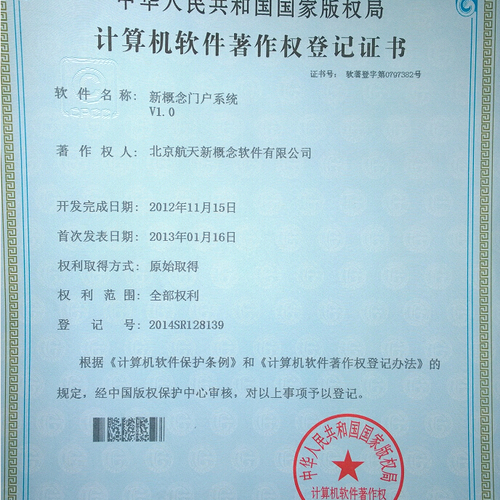 中华人民共和国国家版权局
计算机软件著作权登记证书
证书号： 软著登字第0797382号
软件名称： 新概念门户系统
V1.0
著作权人： 北京航天新概念软件有限公司
开发完成日期： 2012年11月15日
首次发表日期： 2013年01月16日
权利取得方式： 原始取得
权利范围： 全部权利
登记号： 2014SR128139
根据《计算机软件保护条例》和《计算机软件著作权登记办法》的
规定，经中国版权保护中心审核，对以上事项予以登记。
中华人民共和国国家版权局
计算机软件著作权
CPCC